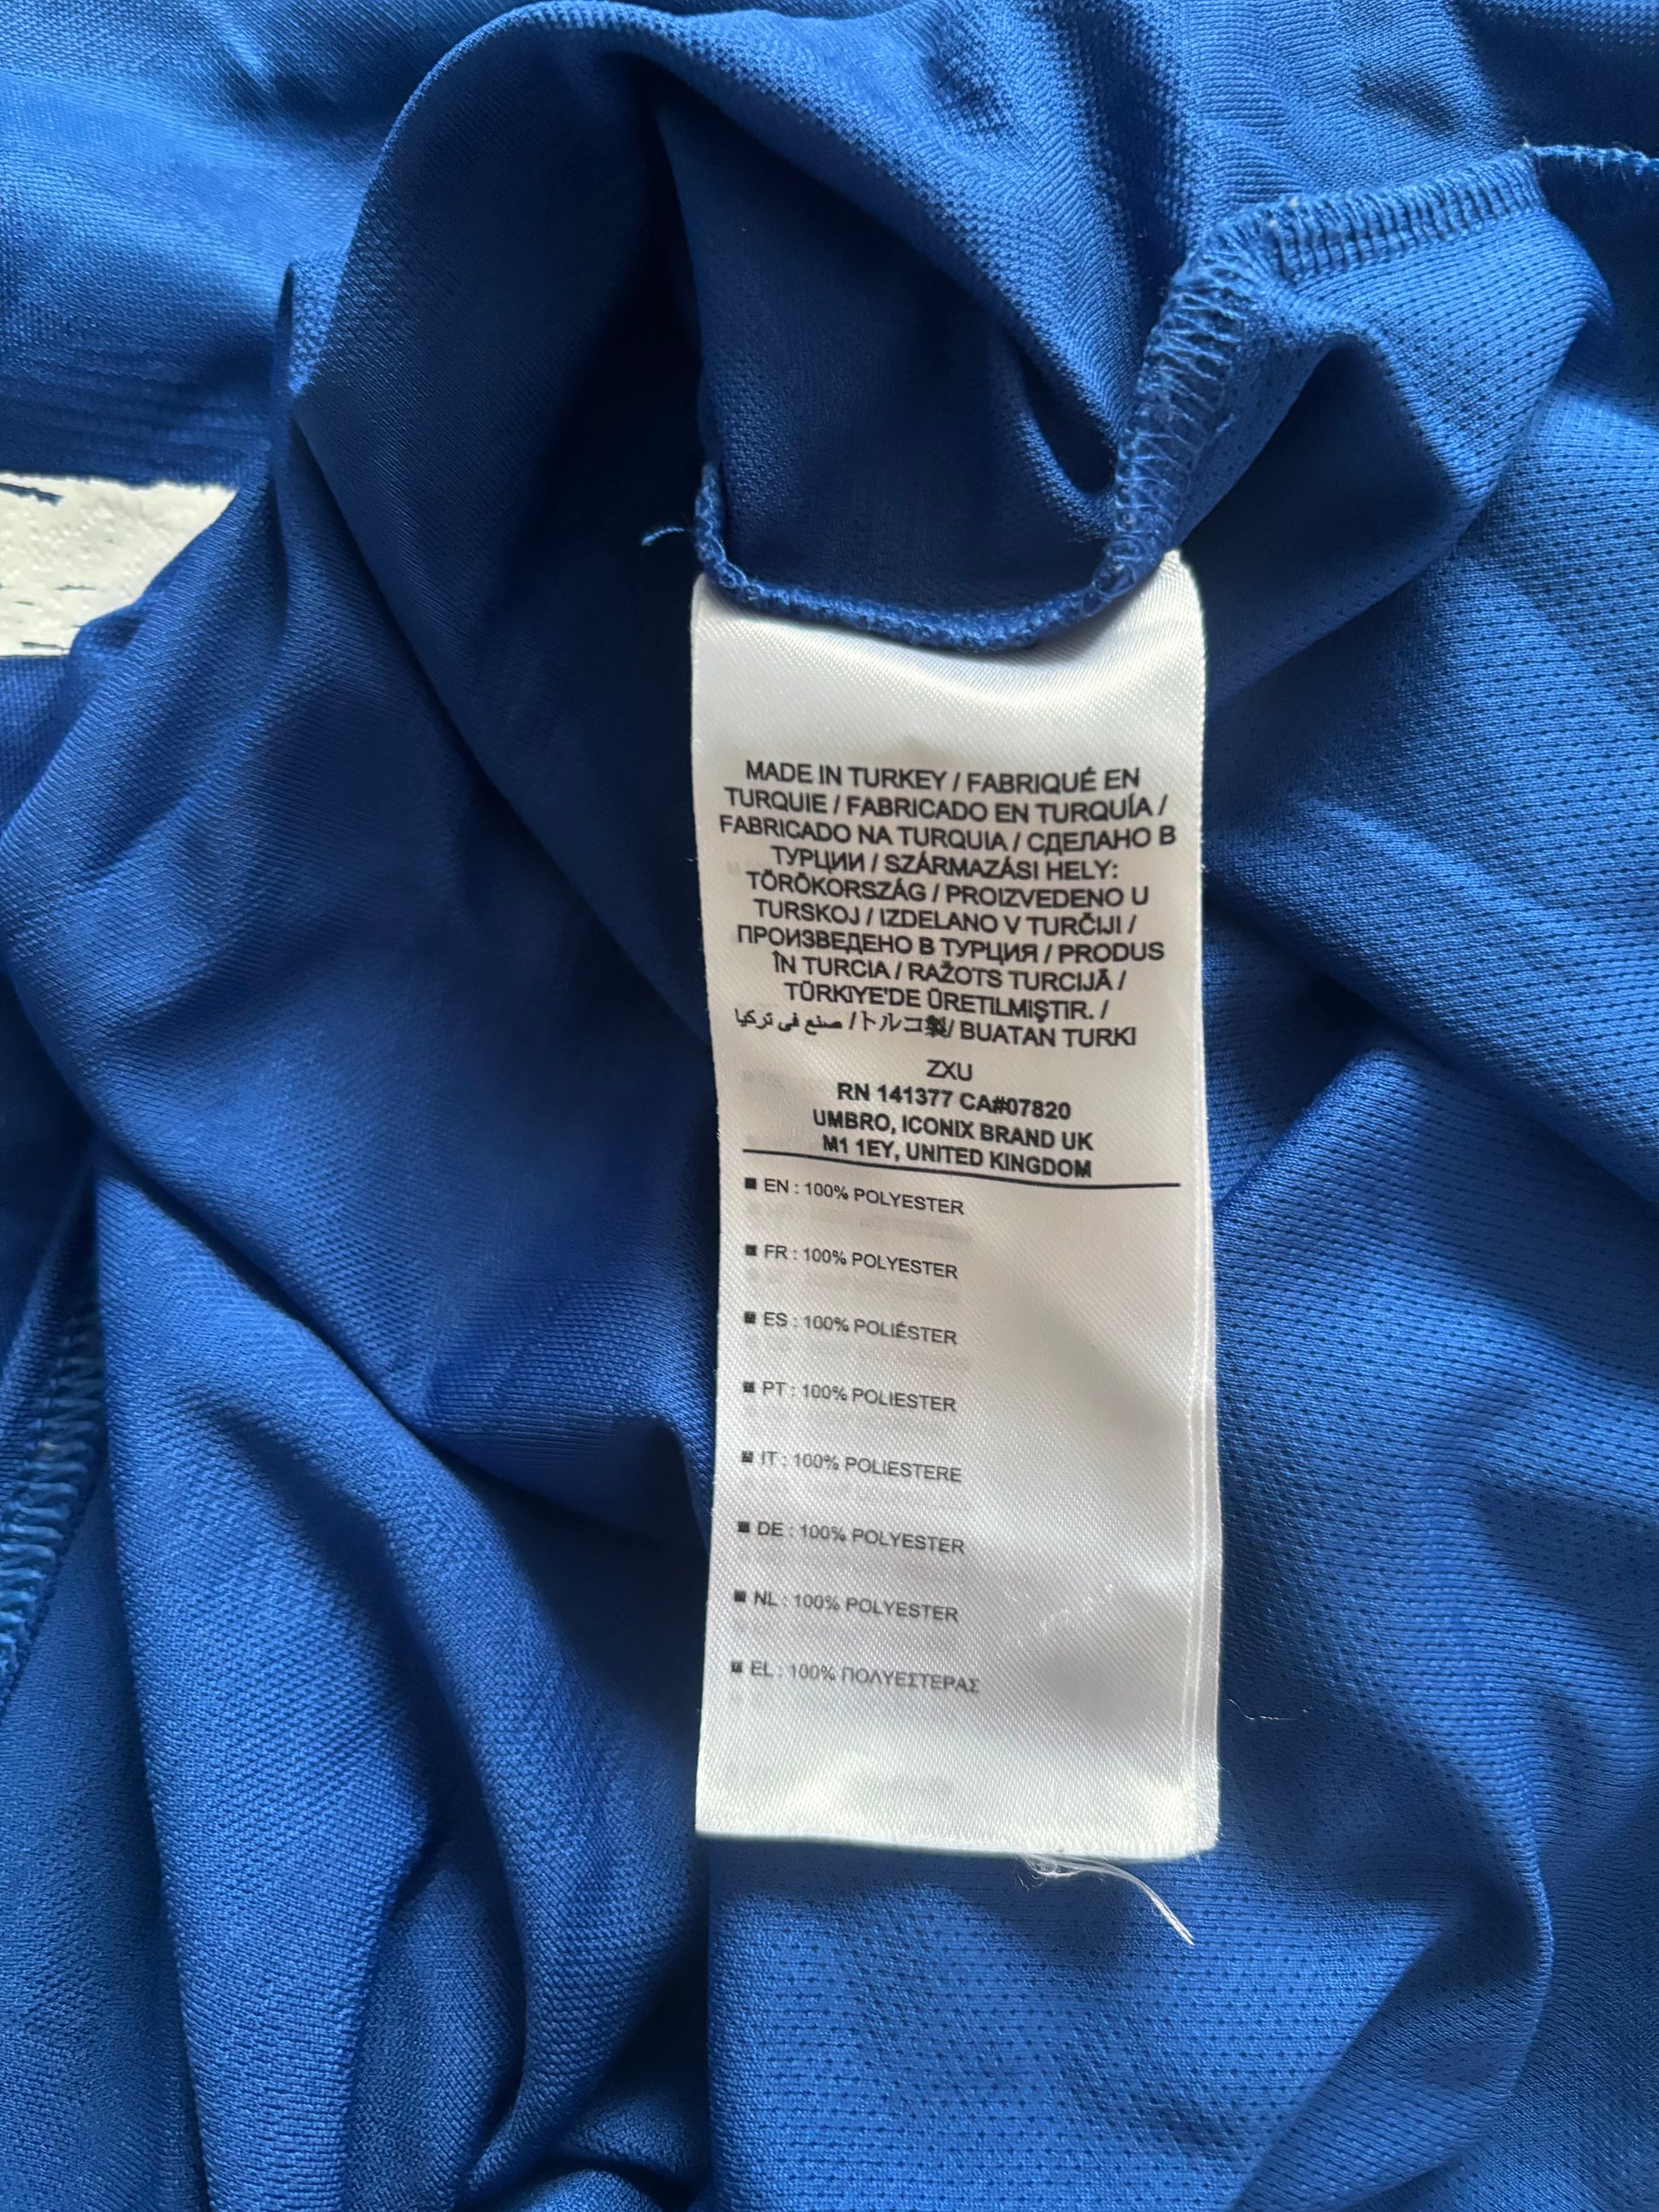 MADE IN TURKEY / FABRIQUÉ EN
TURQUIE / FABRICADO EN TURQUÍA /
FABRICADO NA TURQUIA / СДЕЛАНО В
ТУРЦИИ / SZÁRMAZÁSI HELY:
TÖRÖKORSZÁG / PROIZVEDENO U
TURSKOJ / IZDELANO V TURČIJI /
ПРОИЗВЕДЕНО В ТУРЦИЯ / PRODUS
ÎN TURCIA / RAŽOTS TURCIJĀ /
TÜRKIYE'DE ÜRETILMIŞTIR. /
صنع في تركيا / トルコ製/ BUATAN TURKI
ZXU
RN 141377 CA#07820
UMBRO, ICONIX BRAND UK
M1 1EY, UNITED KINGDOM
■ EN : 100% POLYESTER
■ FR : 100% POLYESTER
■ ES : 100% POLIÉSTER
■ PT : 100% POLIESTER
■ IT : 100% POLIESTERE
■ DE : 100% POLYESTER
■ NL : 100% POLYESTER
■ EL : 100% ΠΟΛΥΕΣΤΕΡΑΣ